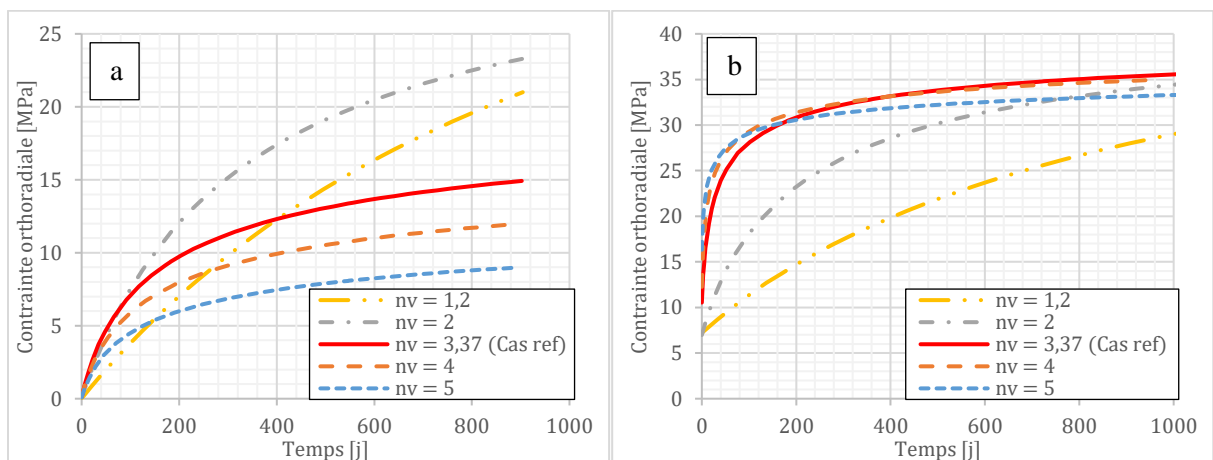 a
Contrainte orthoradiale [MPa]
25
20
15
10
5
0
nv = 1,2
nv = 2
nv = 3,37 (Cas ref)
nv = 4
nv = 5
0 200 400 600 800 1000
Temps [j]
b
Contrainte orthoradiale [MPa]
40
35
30
25
20
15
10
5
0
nv = 1,2
nv = 2
nv = 3,37 (Cas ref)
nv = 4
nv = 5
0 200 400 600 800 1000
Temps [j]